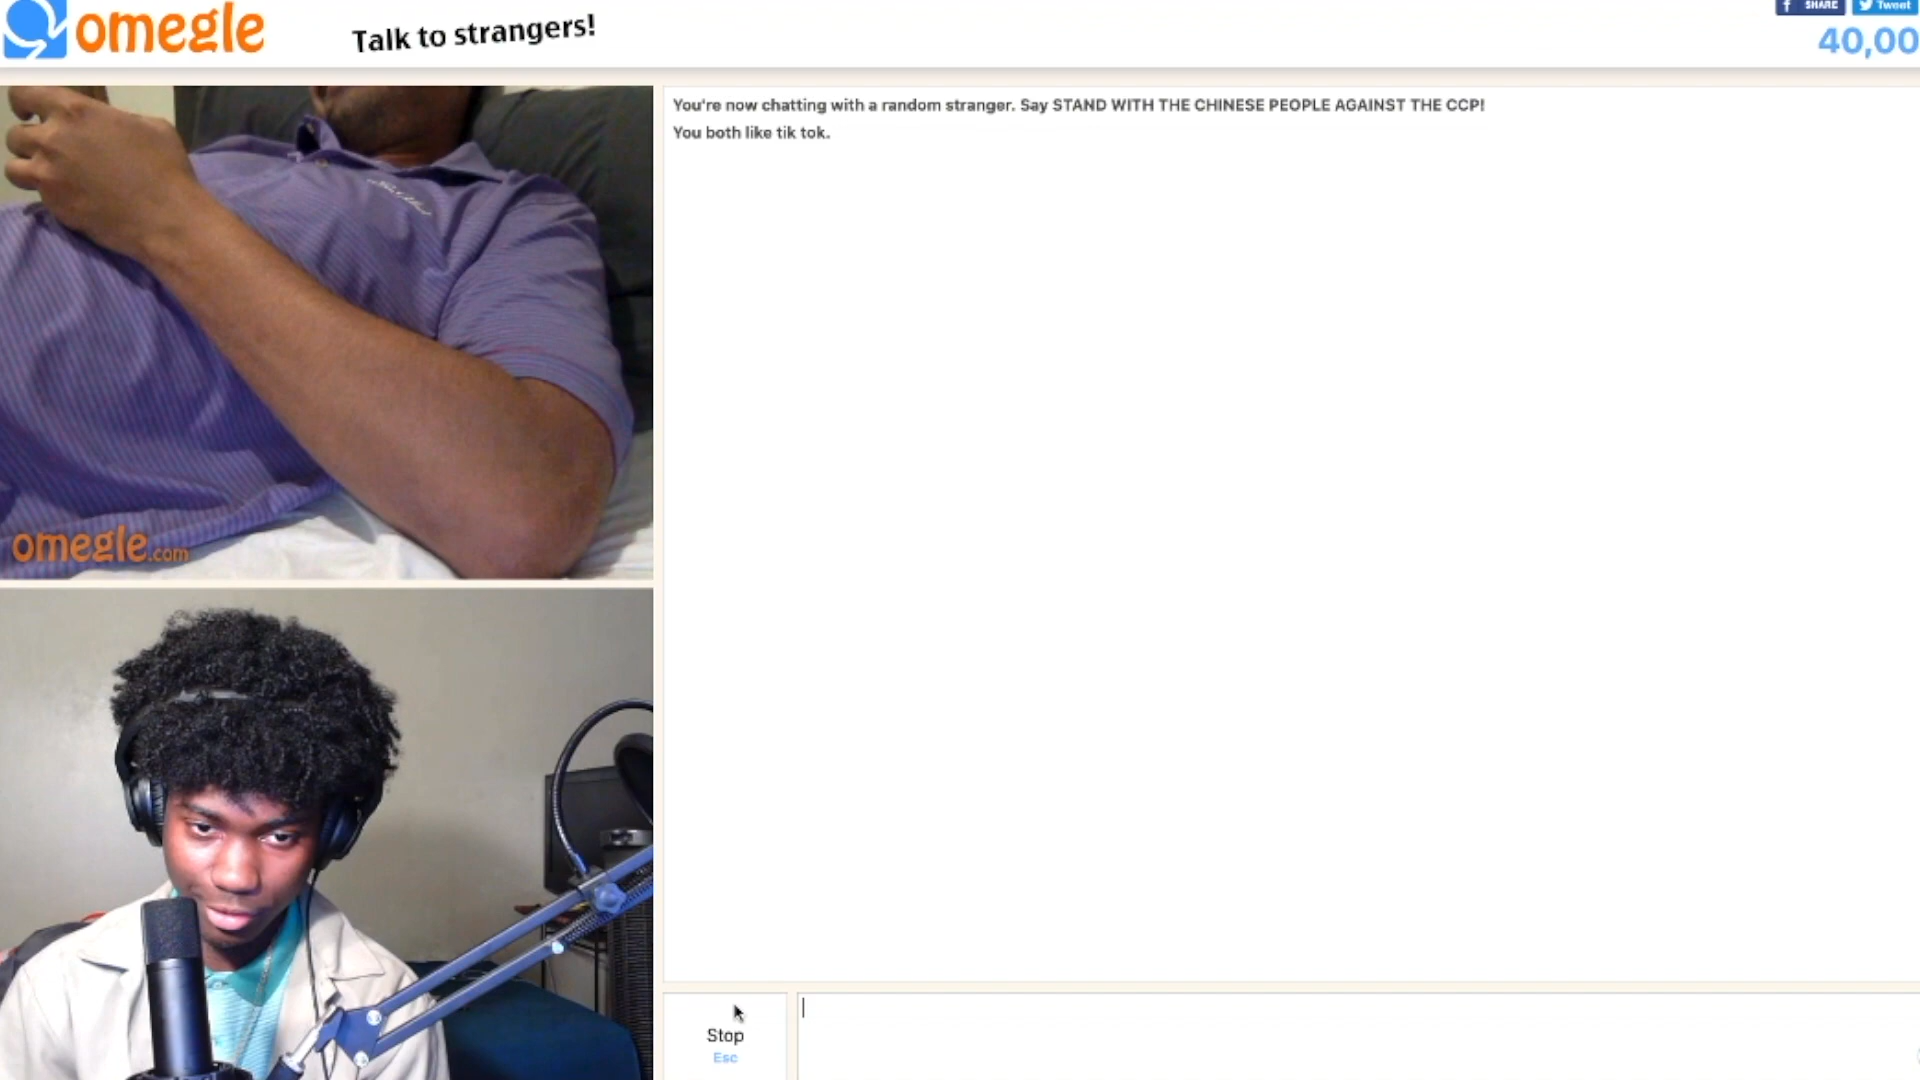 omegle
Talk to strangers!
SHARE
Tweet
40,00
You're now chatting with a random stranger. Say STAND WITH THE CHINESE PEOPLE AGAINST THE CCP!
You both like tik tok.
omegle.com
Stop
Esc